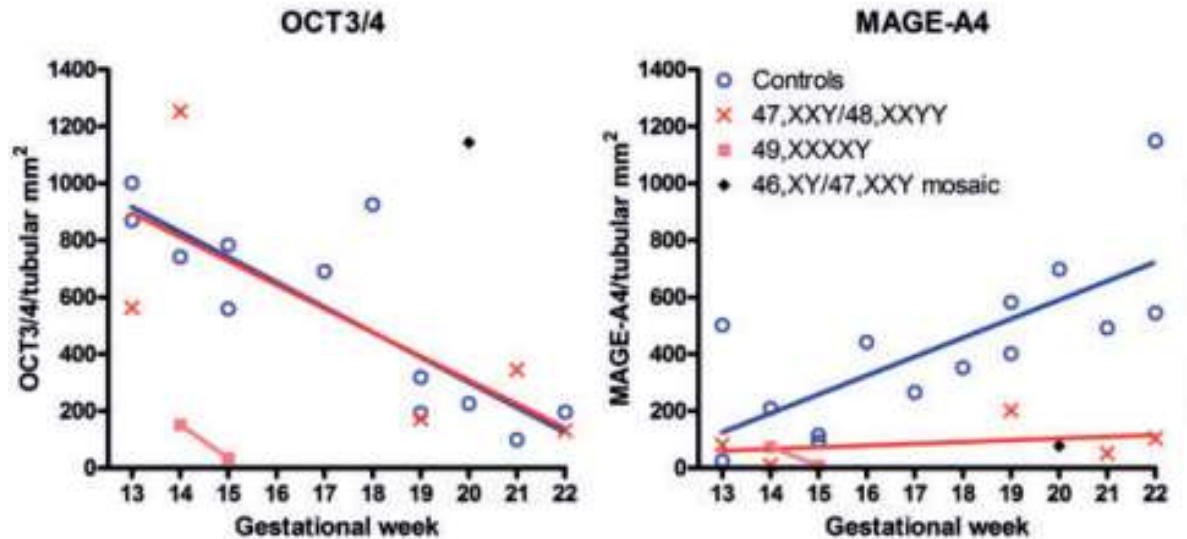 OCT3/4
OCT3/4/tubular mm²
1400
1200
1000
800
600
400
200
0
13 14 15 16 17 18 19 20 21 22
Gestational week
MAGE-A4
MAGE-A4/tubular mm²
1400
1200
1000
800
600
400
200
0
Controls
47,XXY/48,XXYY
49,XXXXY
46,XY/47,XXY mosaic
13 14 15 16 17 18 19 20 21 22
Gestational week